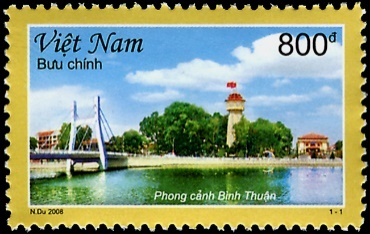 Việt Nam
800đ
Bưu chính
Phong cảnh Bình Thuận
N.Du 2008
1 - 1